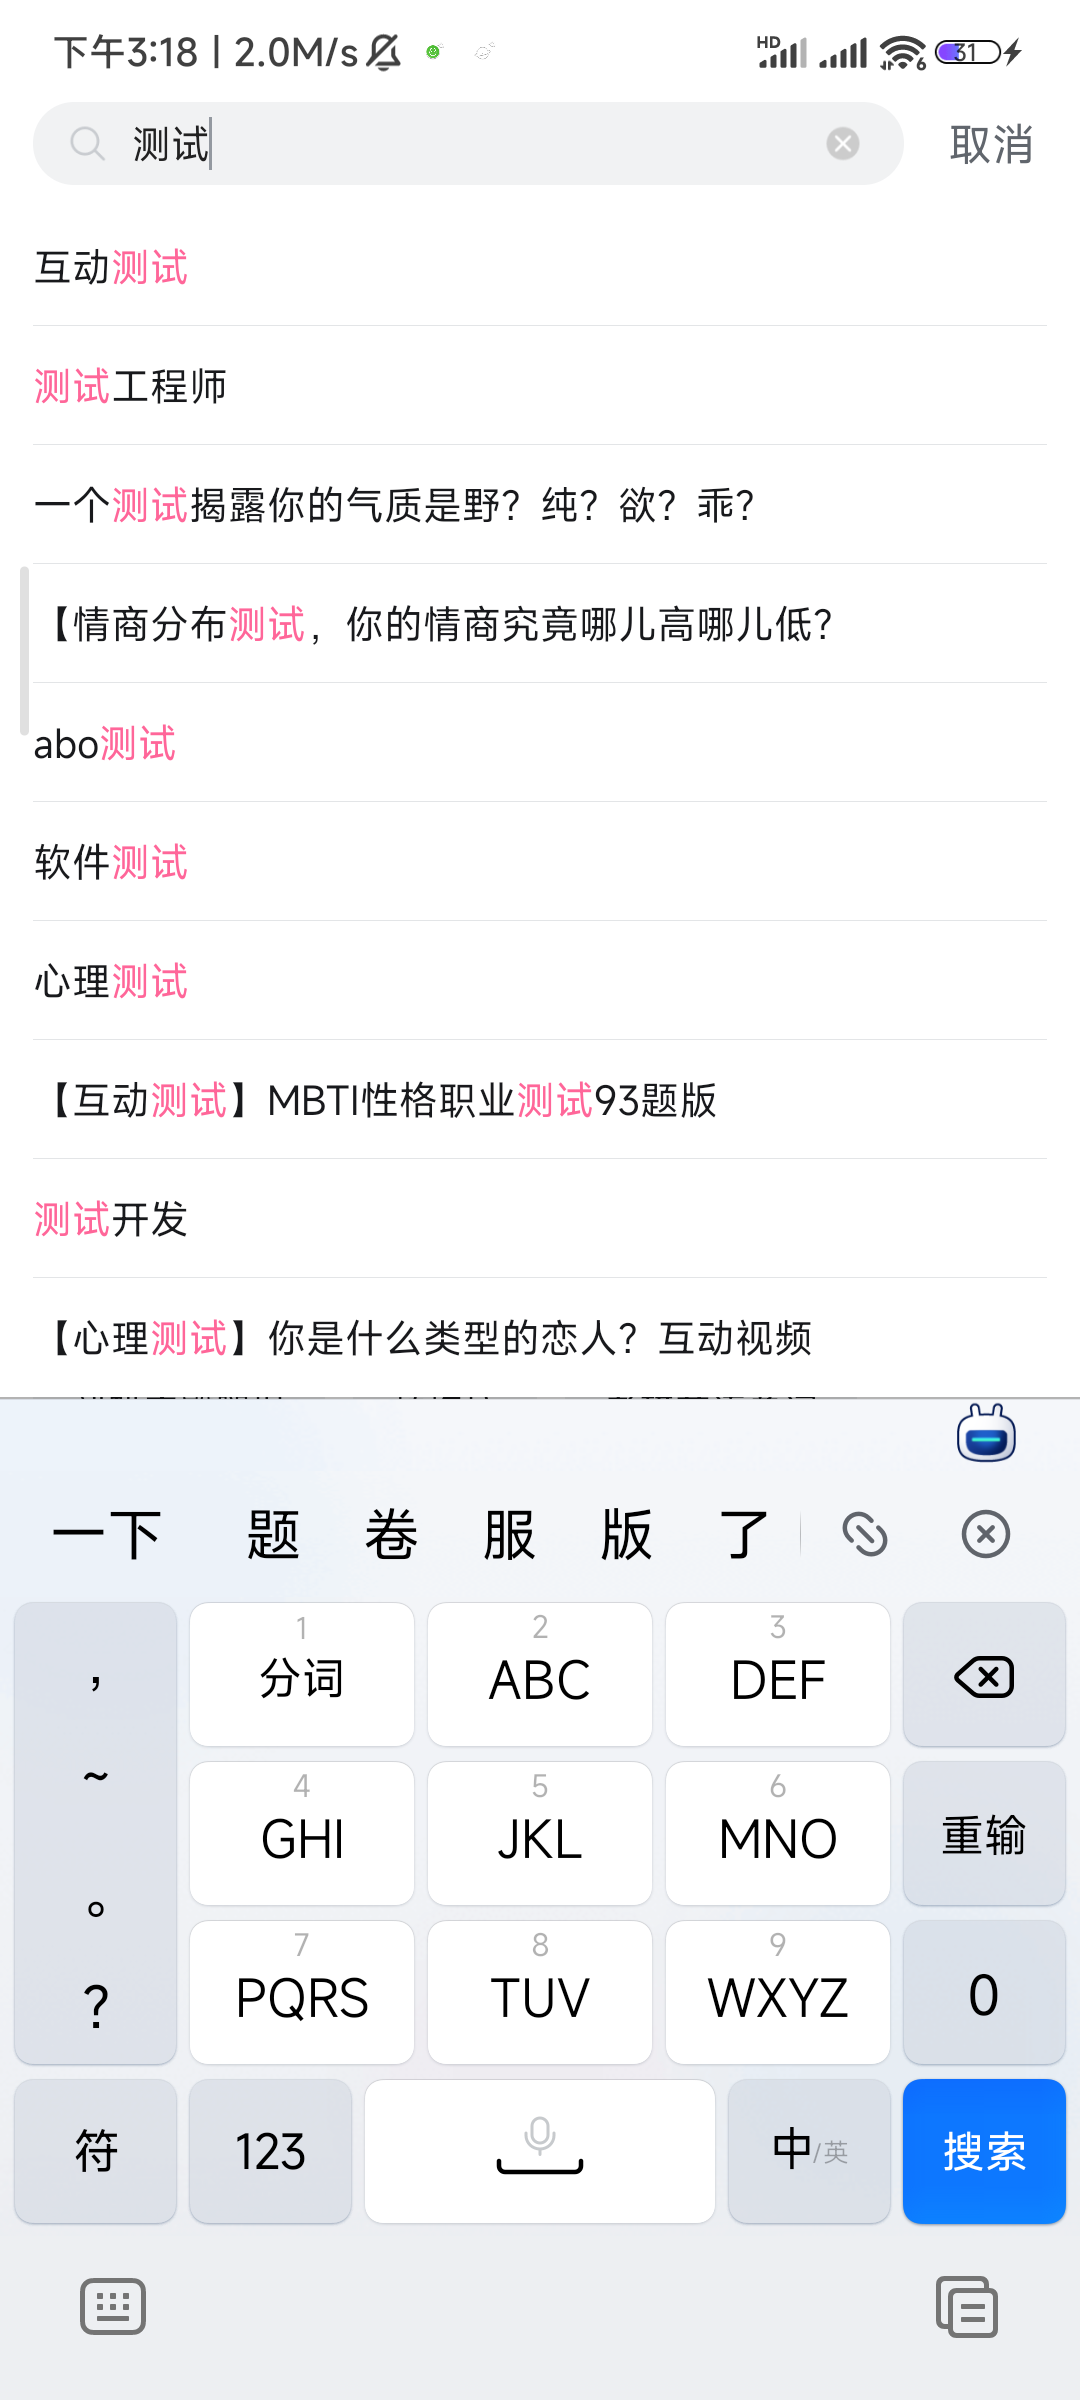 下午3:18 | 2.0M/s HD 6 31
测试 取消
互动测试
测试工程师
一个测试揭露你的气质是野？纯？欲？乖？
【情商分布测试，你的情商究竟哪儿高哪儿低？
abo测试
软件测试
心理测试
【互动测试】MBTI性格职业测试93题版
测试开发
【心理测试】你是什么类型的恋人？互动视频
一下 题 卷 服 版 了
， 1 分词 2 ABC 3 DEF
~ 4 GHI 5 JKL 6 MNO 重输
。 7 PQRS 8 TUV 9 WXYZ 0
？
符 123 中/英 搜索